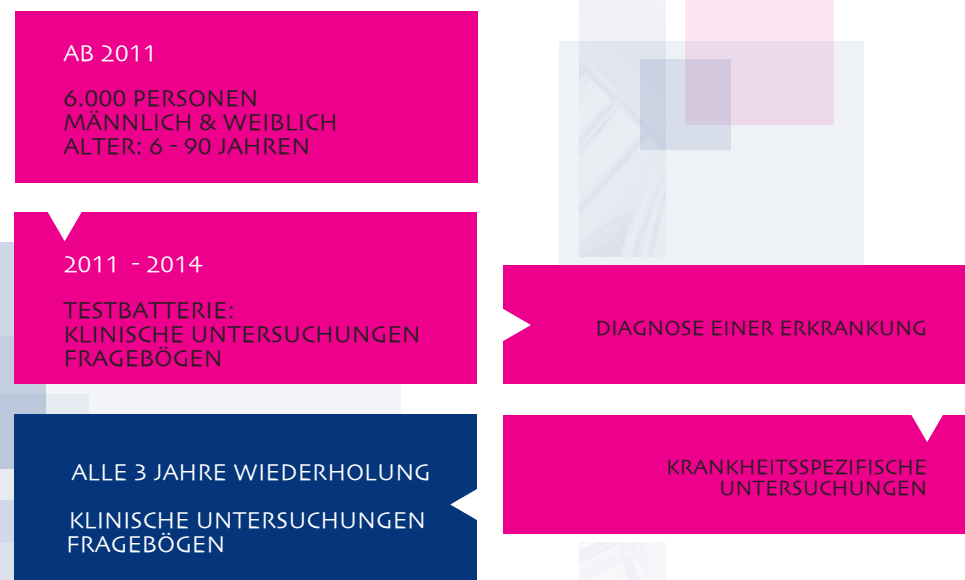 AB 2011
6.000 PERSONEN
MÄNNLICH & WEIBLICH
ALTER: 6 - 90 JAHREN
2011 - 2014
TESTBATTERIE:
KLINISCHE UNTERSUCHUNGEN
FRAGEBÖGEN
DIAGNOSE EINER ERKRANKUNG
KRANKHEITSSPEZIFISCHE
UNTERSUCHUNGEN
ALLE 3 JAHRE WIEDERHOLUNG
KLINISCHE UNTERSUCHUNGEN
FRAGEBÖGEN